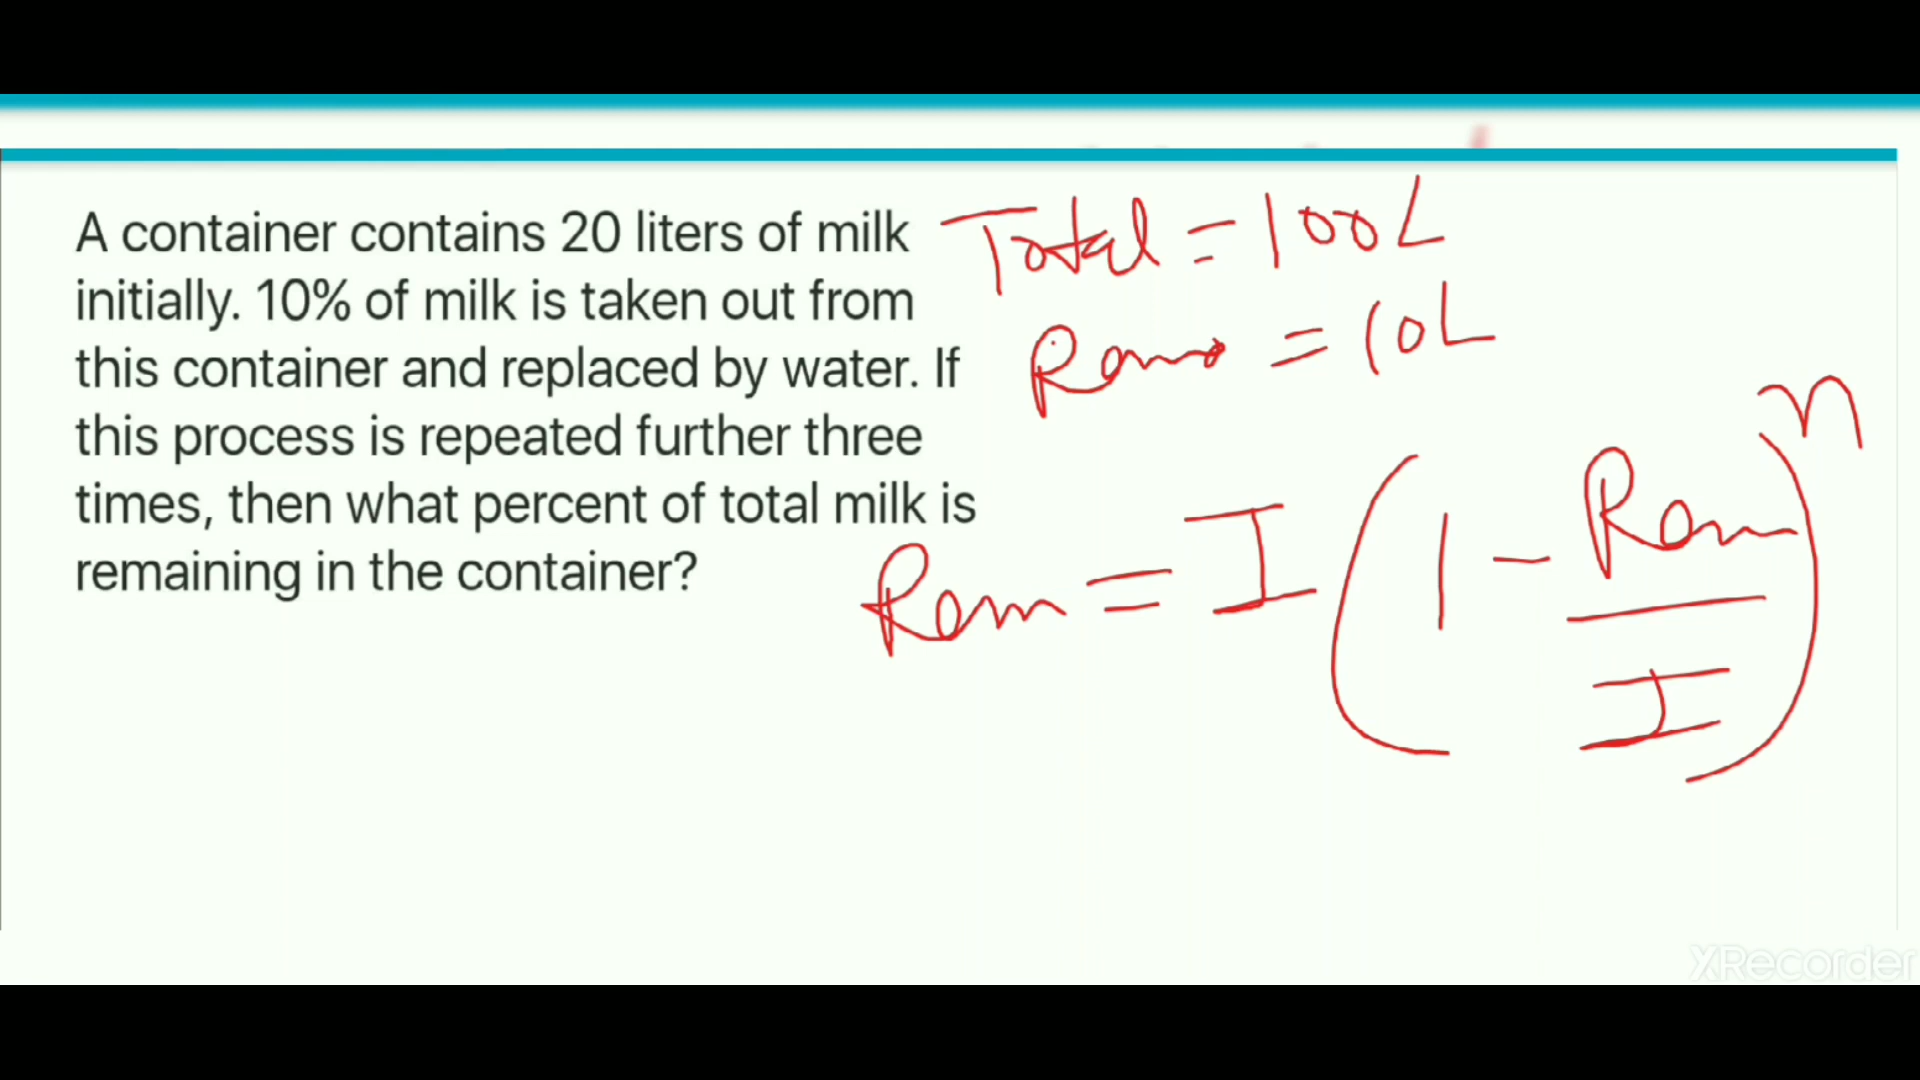 A container contains 20 liters of milk
initially. 10% of milk is taken out from
this container and replaced by water. If
this process is repeated further three
times, then what percent of total milk is
remaining in the container?
Total = 100L
= 10L
Rem = I (1 - Rem / I)^n
XRecorder